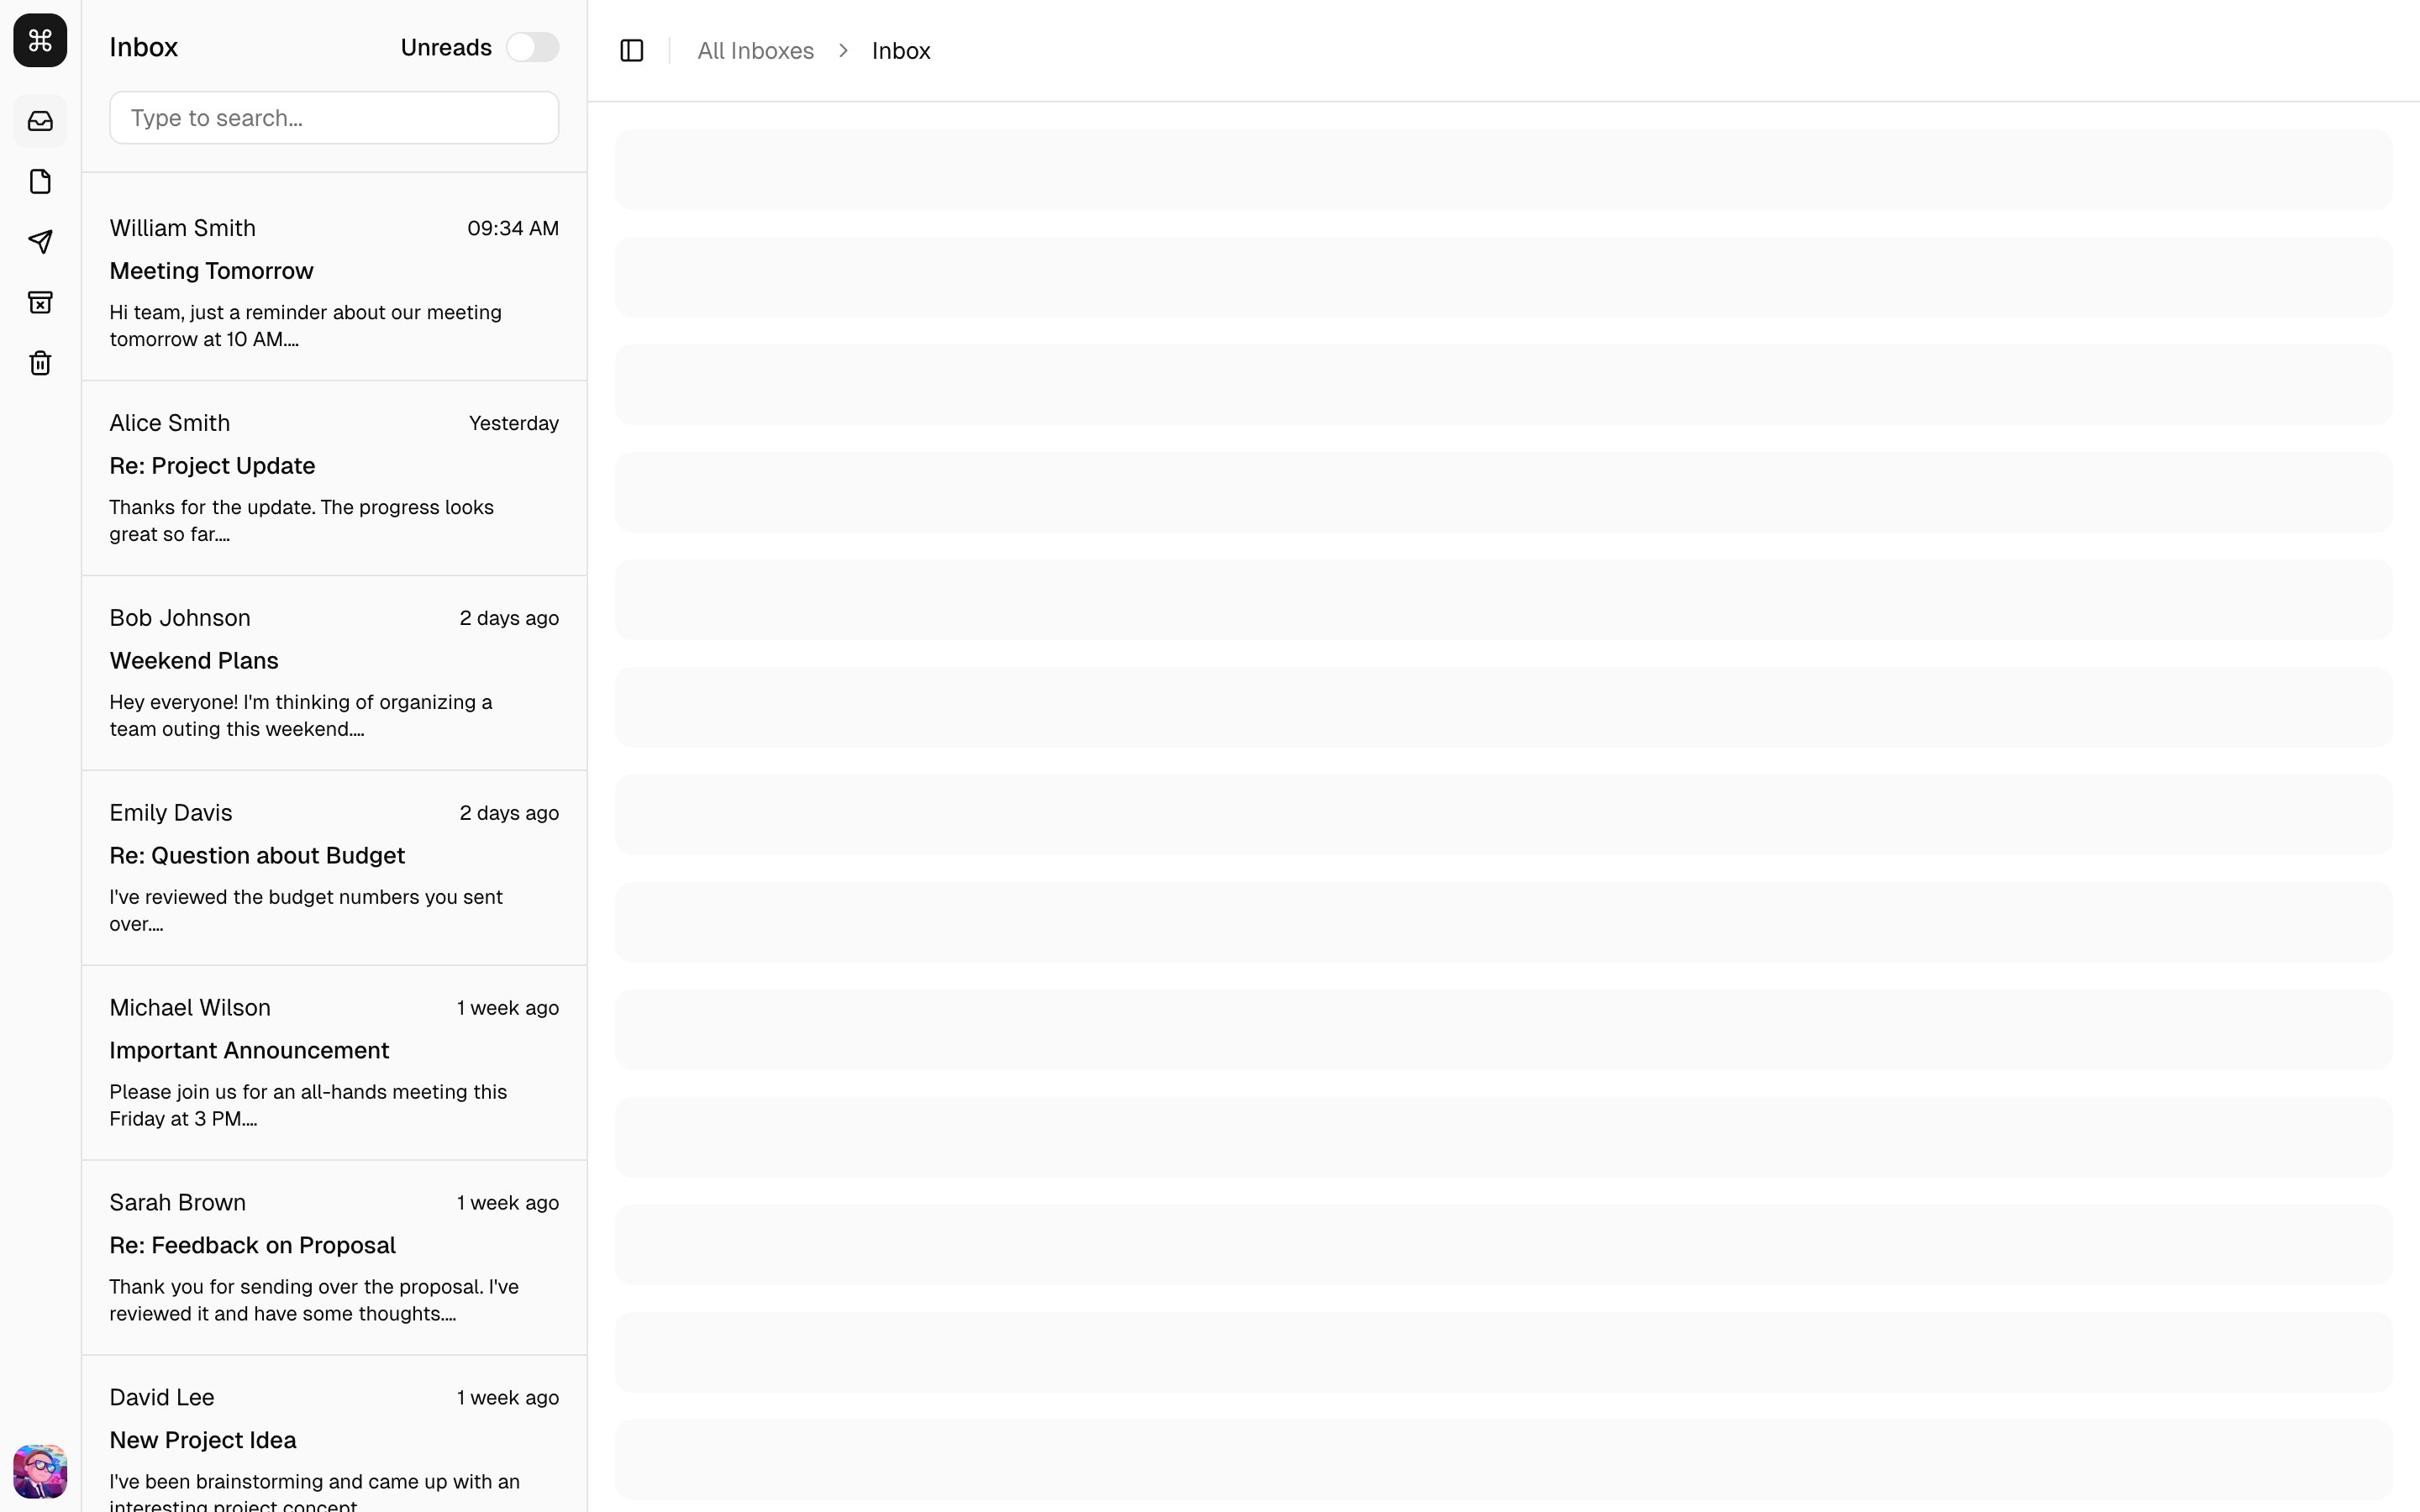 Inbox
Unreads
Type to search...
William Smith
09:34 AM
Meeting Tomorrow
Hi team, just a reminder about our meeting
tomorrow at 10 AM....
Alice Smith
Yesterday
Re: Project Update
Thanks for the update. The progress looks
great so far....
Bob Johnson
2 days ago
Weekend Plans
Hey everyone! I'm thinking of organizing a
team outing this weekend....
Emily Davis
2 days ago
Re: Question about Budget
I've reviewed the budget numbers you sent
over....
Michael Wilson
1 week ago
Important Announcement
Please join us for an all-hands meeting this
Friday at 3 PM....
Sarah Brown
1 week ago
Re: Feedback on Proposal
Thank you for sending over the proposal. I've
reviewed it and have some thoughts....
David Lee
1 week ago
New Project Idea
I've been brainstorming and came up with an
interesting project concept....
All Inboxes
Inbox